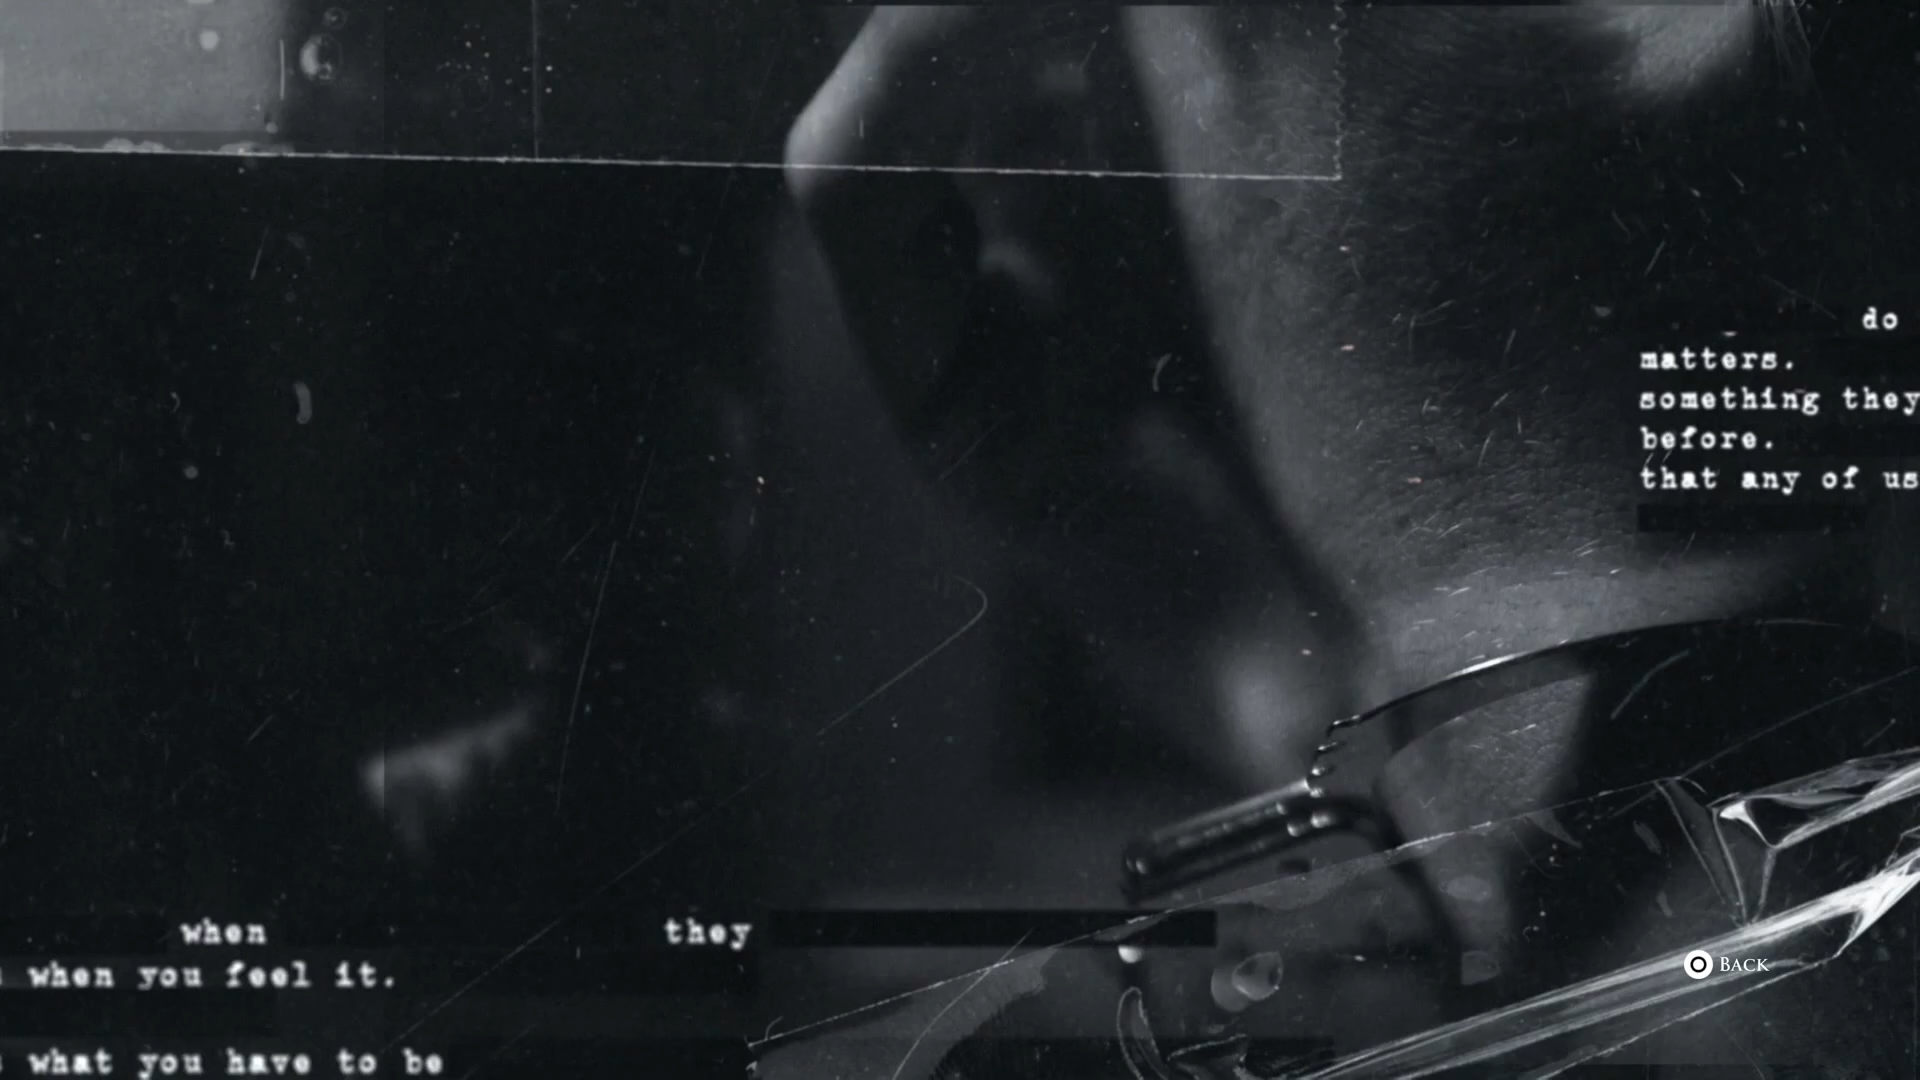 do
matters.
something they
before.
that any of us
when they
when you feel it.
BACK
what you have to be